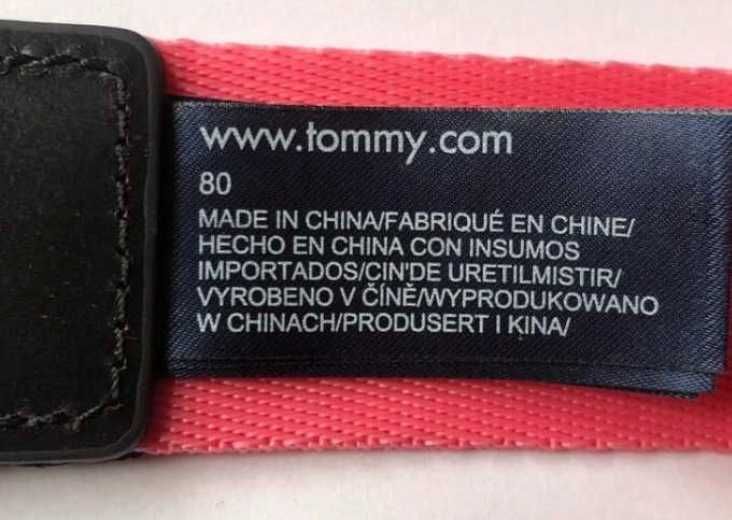 www.tommy.com
80
MADE IN CHINA/FABRIQUÉ EN CHINE/
HECHO EN CHINA CON INSUMOS
IMPORTADOS/CIN'DE URETILMISTIR/
VYROBENO V ČÍNĚ/WYPRODUKOWANO
W CHINACH/PRODUSERT I KINA/